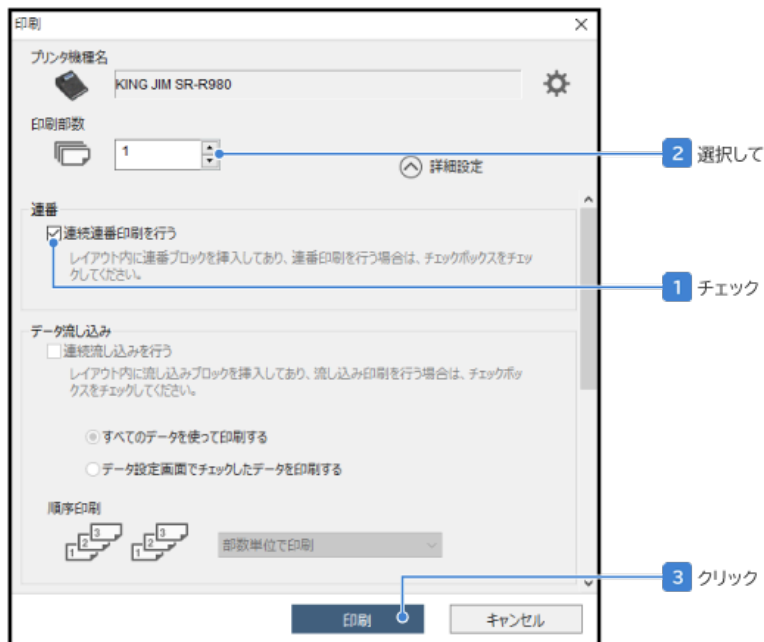 印刷
プリンタ機種名
KING JIM SR-R980
印刷部数
1
2 選択して
詳細設定
連番
連続連番印刷を行う
レイアウト内に連番ブロックを挿入してあり、連番印刷を行う場合は、チェックボックスをチェッ
クしてください。
1 チェック
データ流し込み
連続流し込みを行う
レイアウト内に流し込みブロックを挿入してあり、流し込み印刷を行う場合は、チェックボッ
クスをチェックしてください。
すべてのデータを使って印刷する
データ設定画面でチェックしたデータを印刷する
順序印刷
1 2 3 1 2 3
部数単位で印刷
3 クリック
印刷
キャンセル